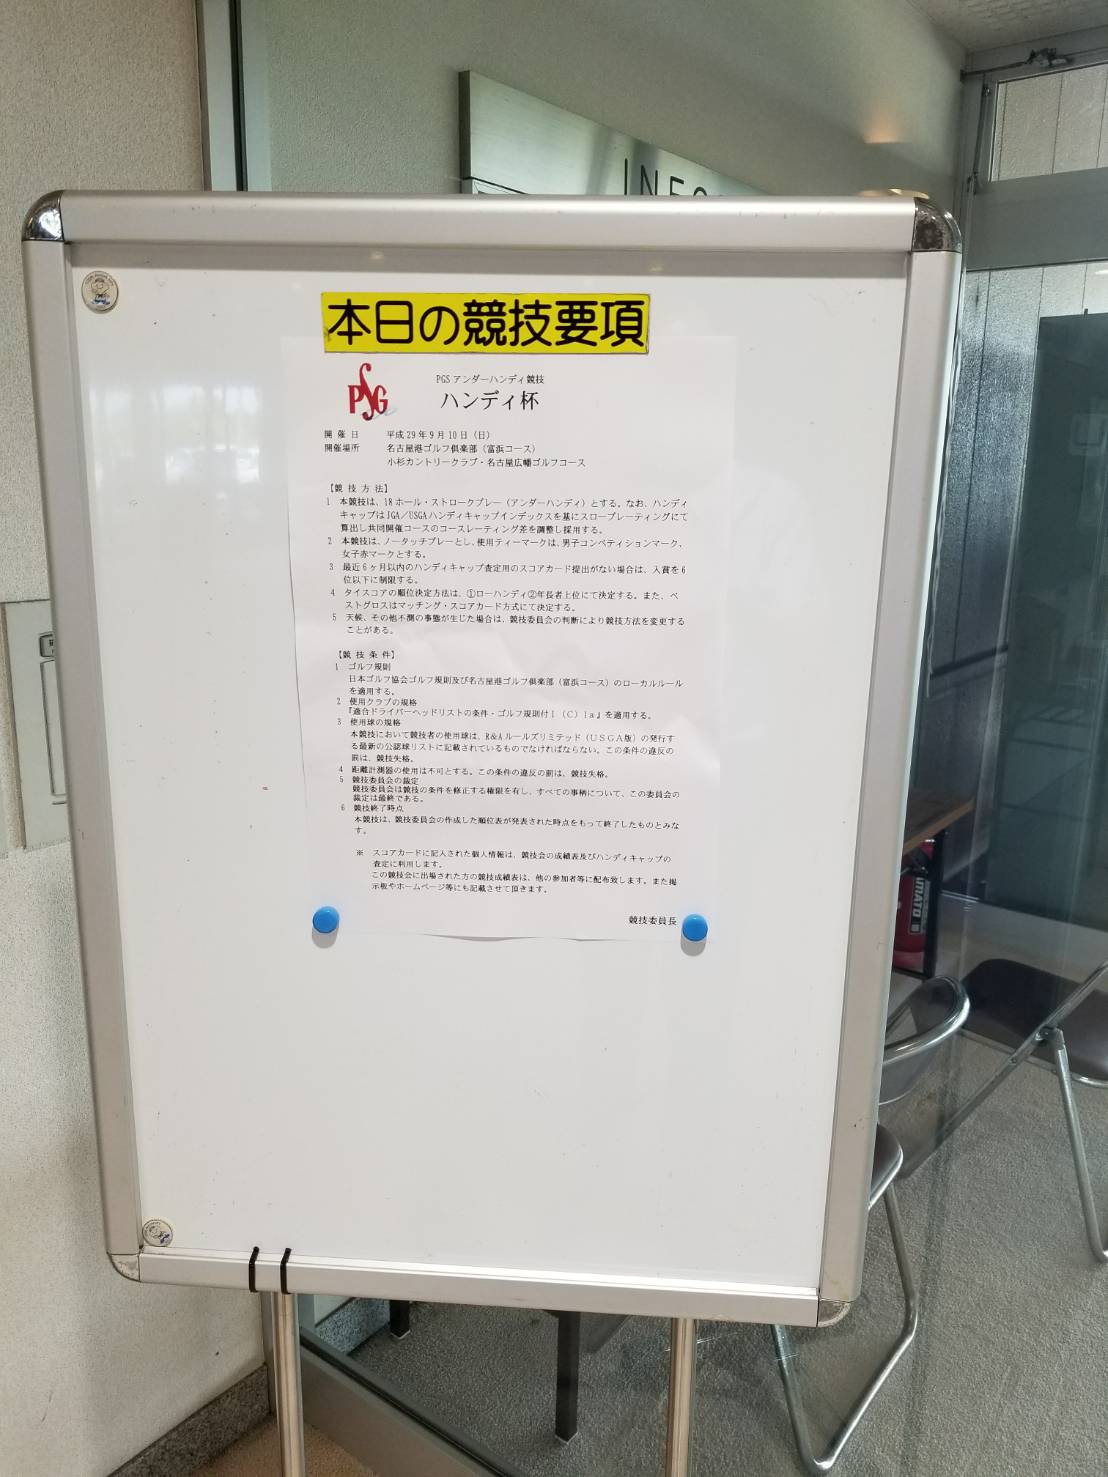 INFO
本日の競技要項
PSG
PGS アンダーハンディ競技
ハンディ杯
開 催 日 平成29年9月10日(日)
開催場所 名古屋港ゴルフ倶楽部(富浜コース)
小杉カントリークラブ・名古屋広幡ゴルフコース
【競 技 方 法】
1 本競技は、18ホール・ストロークプレー(アンダーハンディ)とする。なお、ハンディ
キャップはJGA/USGAハンディキャップインデックスを基にスロープレーティングにて
算出し共同開催コースのコースレーティング差を調整し採用する。
2 本競技は、ノータッチプレーとし、使用ティーマークは、男子コンペティションマーク、
女子赤マークとする。
3 最近6ヶ月以内のハンディキャップ査定用のスコアカード提出がない場合は、入賞を6
位以下に制限する。
4 タイスコアの順位決定方法は、①ローハンディ②年長者上位にて決定する。また、ベ
ストグロスはマッチング・スコアカード方式にて決定する。
5 天候、その他不測の事態が生じた場合は、競技委員会の判断により競技方法を変更する
ことがある。
【競 技 条 件】
1 ゴルフ規則
日本ゴルフ協会ゴルフ規則及び名古屋港ゴルフ倶楽部(富浜コース)のローカルルール
を適用する。
2 使用クラブの規格
『適合ドライバーヘッドリストの条件・ゴルフ規則付Ⅰ(C)1a』を適用する。
3 使用球の規格
本競技において競技者の使用球は、R&Aルールズリミテッド(USGA版)の発行す
る最新の公認球リストに記載されているものでなければならない。この条件の違反の
罰は、競技失格。
4 距離計測器の使用は不可とする。この条件の違反の罰は、競技失格。
5 競技委員会の裁定
競技委員会は競技の条件を修正する権限を有し、すべての事柄について、この委員会の
裁定は最終である。
6 競技終了時点
本競技は、競技委員会の作成した順位表が発表された時点をもって終了したものとみな
す。
※ スコアカードに記入された個人情報は、競技会の成績表及びハンディキャップの
査定に利用します。
この競技会に出場された方の競技成績表は、他の参加者等に配布致します。また掲
示板やホームページ等にも記載させて頂きます。
競技委員長